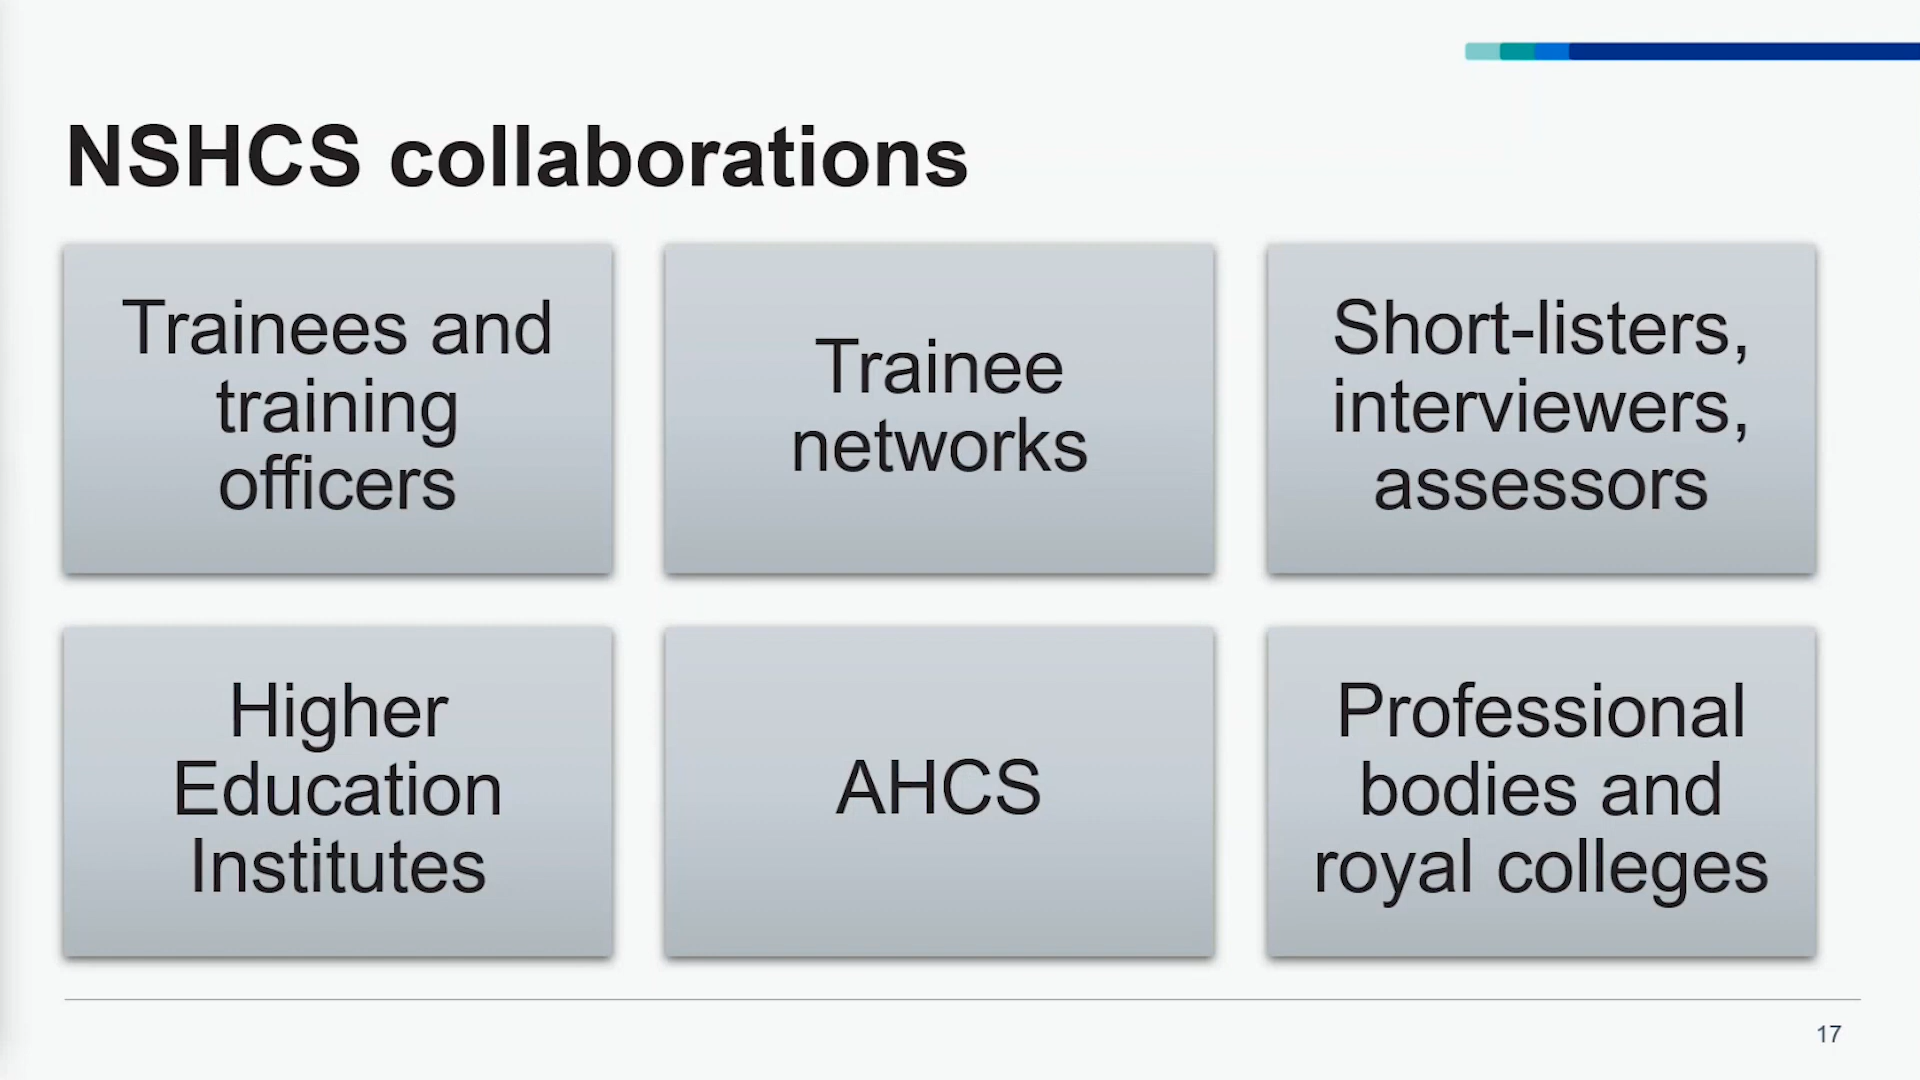 NSHCS collaborations
Trainees and
training
officers
Trainee
networks
Short-listers,
interviewers,
assessors
Higher
Education
Institutes
AHCS
Professional
bodies and
royal colleges
17